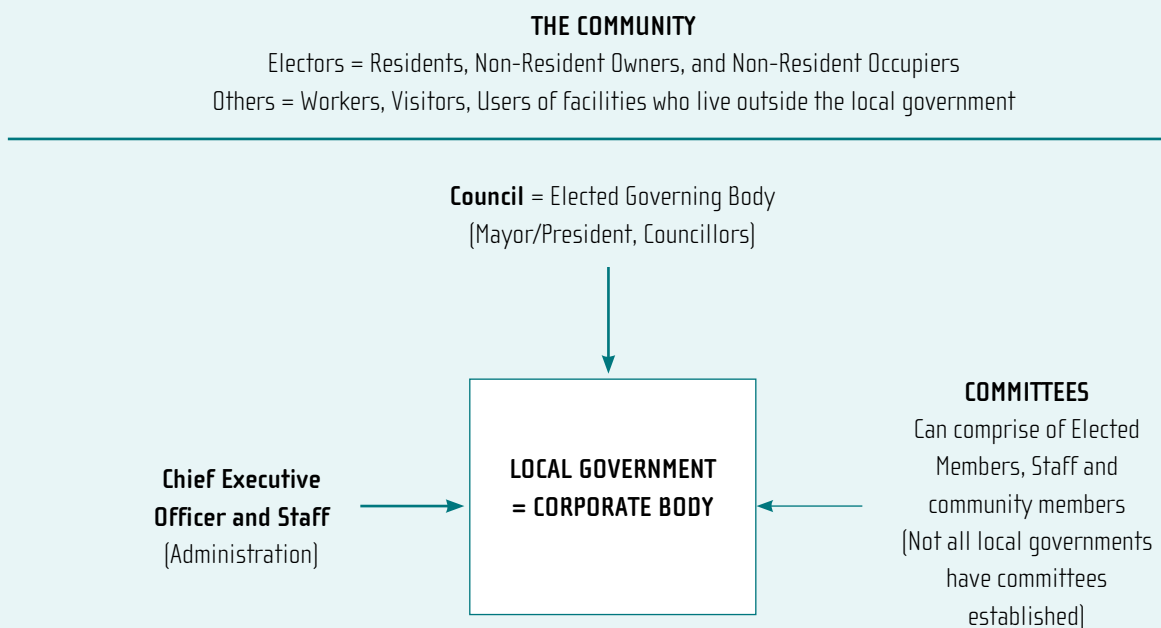 THE COMMUNITY
Electors = Residents, Non-Resident Owners, and Non-Resident Occupiers
Others = Workers, Visitors, Users of facilities who live outside the local government
Council = Elected Governing Body
(Mayor/President, Councillors)
Chief Executive
Officer and Staff
(Administration)
LOCAL GOVERNMENT
= CORPORATE BODY
COMMITTEES
Can comprise of Elected
Members, Staff and
community members
(Not all local governments
have committees
established)